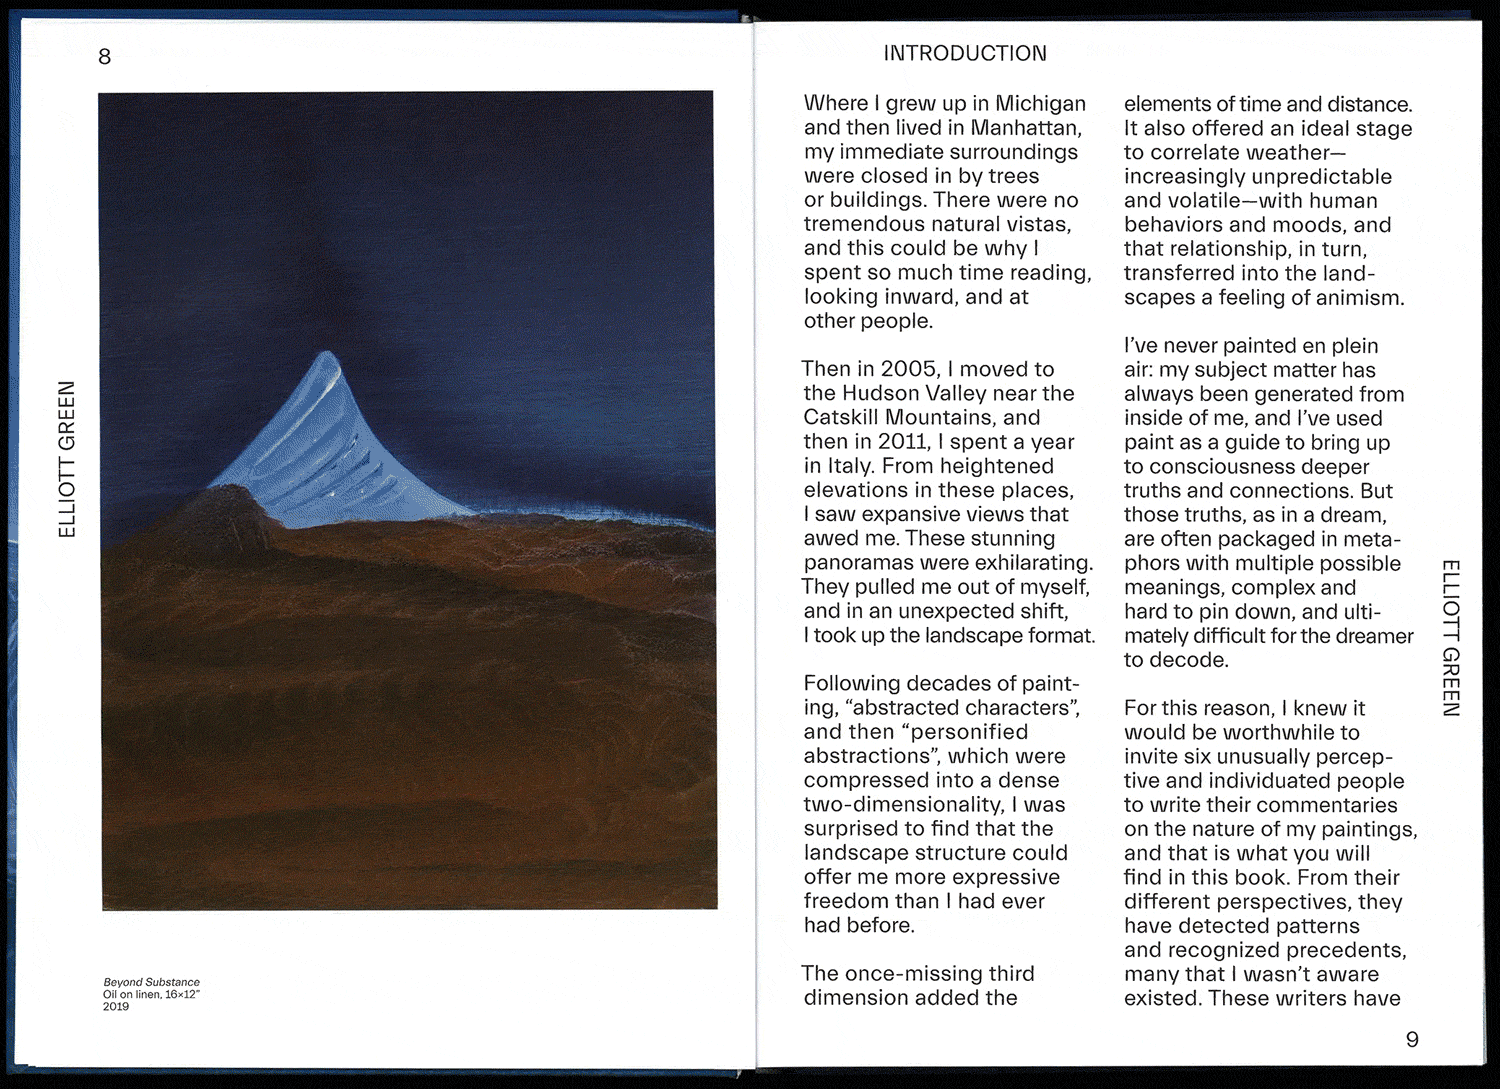 8
ELLIOTT GREEN
Beyond Substance
Oil on linen, 16×12”
2019
INTRODUCTION
Where I grew up in Michigan
and then lived in Manhattan,
my immediate surroundings
were closed in by trees
or buildings. There were no
tremendous natural vistas,
and this could be why I
spent so much time reading,
looking inward, and at
other people.
Then in 2005, I moved to
the Hudson Valley near the
Catskill Mountains, and
then in 2011, I spent a year
in Italy. From heightened
elevations in these places,
I saw expansive views that
awed me. These stunning
panoramas were exhilarating.
They pulled me out of myself,
and in an unexpected shift,
I took up the landscape format.
Following decades of paint-
ing, “abstracted characters”,
and then “personified
abstractions”, which were
compressed into a dense
two-dimensionality, I was
surprised to find that the
landscape structure could
offer me more expressive
freedom than I had ever
had before.
The once-missing third
dimension added the
elements of time and distance.
It also offered an ideal stage
to correlate weather—
increasingly unpredictable
and volatile—with human
behaviors and moods, and
that relationship, in turn,
transferred into the land-
scapes a feeling of animism.
I’ve never painted en plein
air: my subject matter has
always been generated from
inside of me, and I’ve used
paint as a guide to bring up
to consciousness deeper
truths and connections. But
those truths, as in a dream,
are often packaged in meta-
phors with multiple possible
meanings, complex and
hard to pin down, and ulti-
mately difficult for the dreamer
to decode.
For this reason, I knew it
would be worthwhile to
invite six unusually percep-
tive and individuated people
to write their commentaries
on the nature of my paintings,
and that is what you will
find in this book. From their
different perspectives, they
have detected patterns
and recognized precedents,
many that I wasn’t aware
existed. These writers have
ELLIOTT GREEN
9